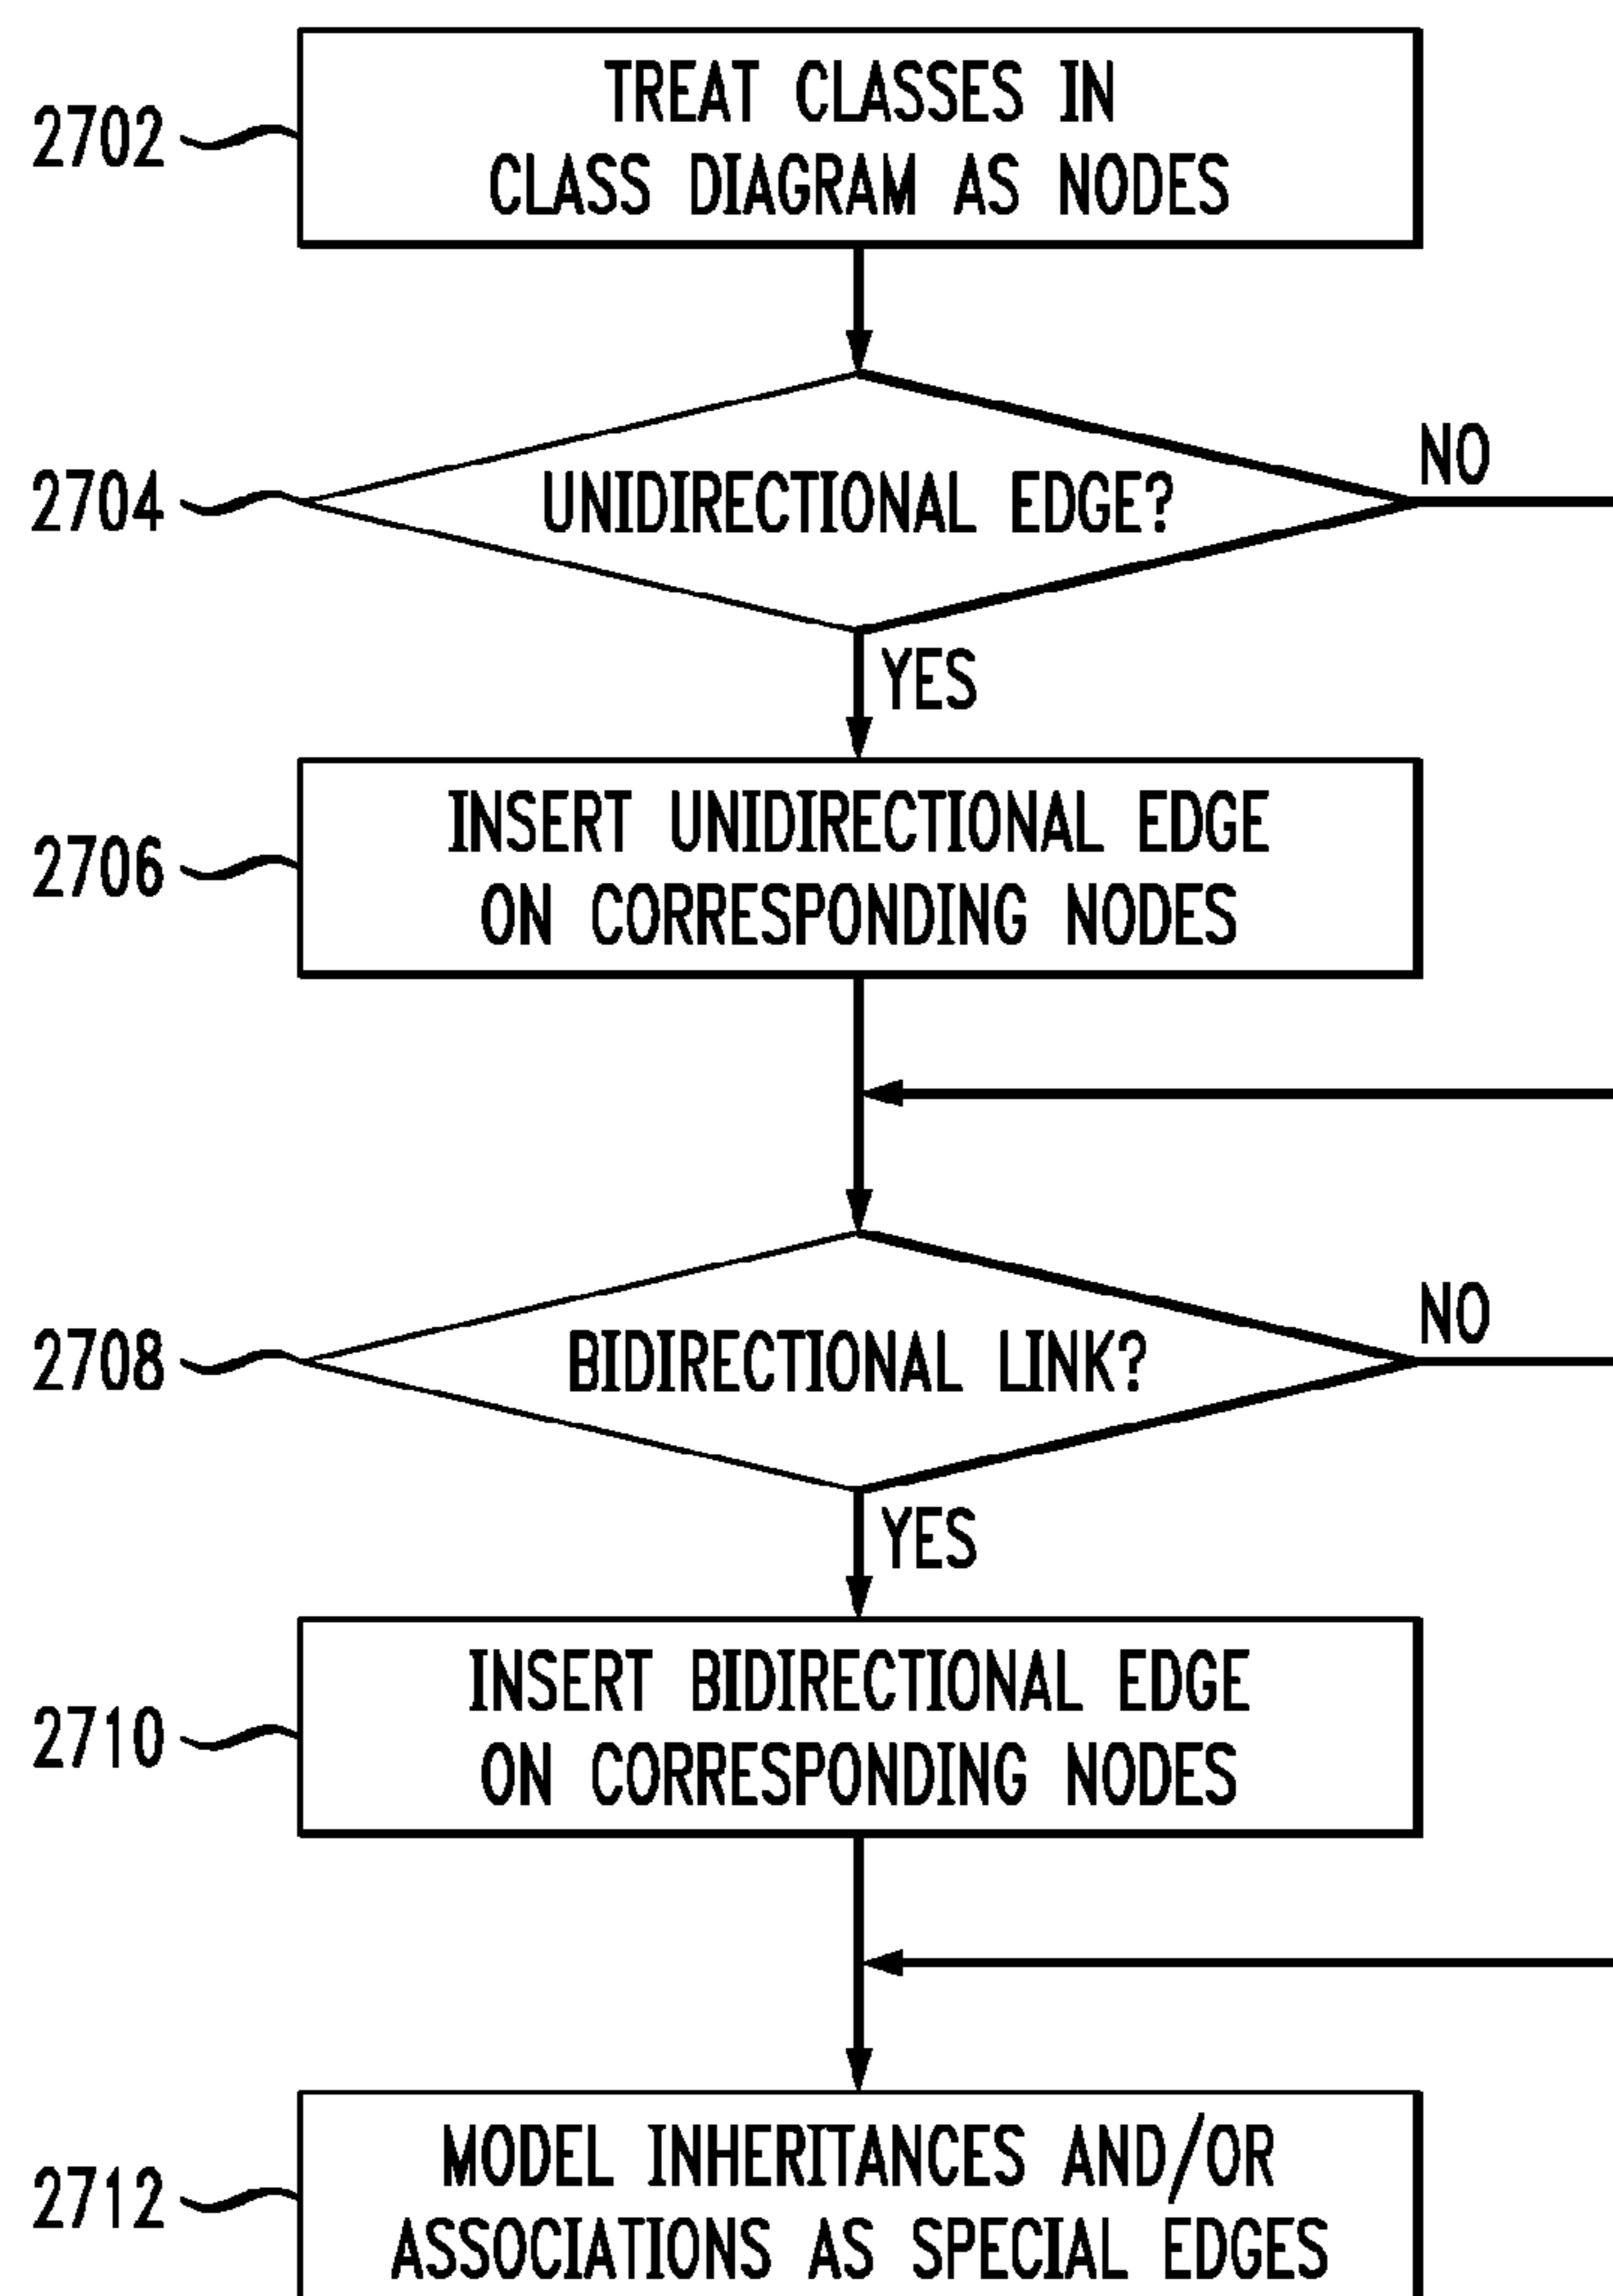 2702
TREAT CLASSES IN
CLASS DIAGRAM AS NODES
2704
UNIDIRECTIONAL EDGE?
NO
YES
2706
INSERT UNIDIRECTIONAL EDGE
ON CORRESPONDING NODES
2708
BIDIRECTIONAL LINK?
NO
YES
2710
INSERT BIDIRECTIONAL EDGE
ON CORRESPONDING NODES
2712
MODEL INHERITANCES AND/OR
ASSOCIATIONS AS SPECIAL EDGES